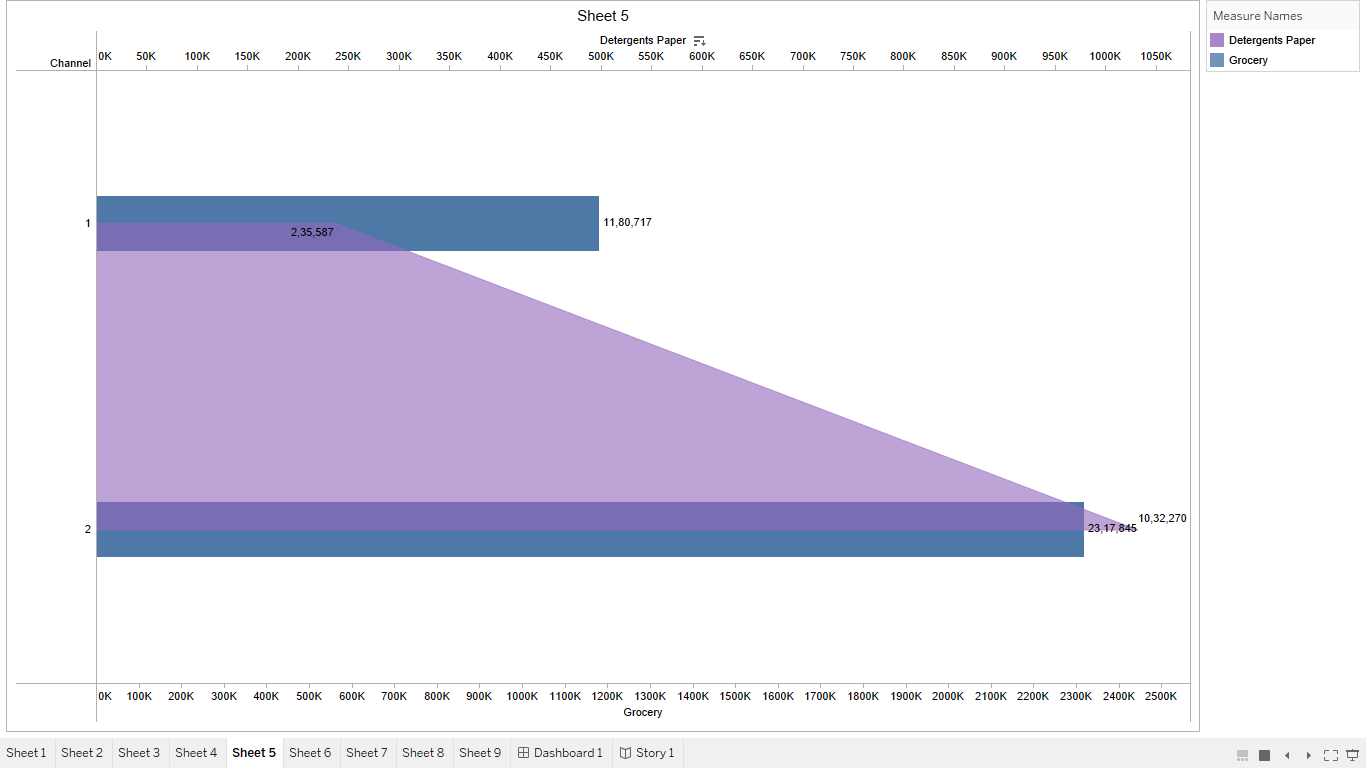 Sheet 5
Measure Names
Detergents Paper
Grocery
Detergents Paper
Channel
0K 50K 100K 150K 200K 250K 300K 350K 400K 450K 500K 550K 600K 650K 700K 750K 800K 850K 900K 950K 1000K 1050K
1
11,80,717
2,35,587
2
10,32,270
23,17,845
0K 100K 200K 300K 400K 500K 600K 700K 800K 900K 1000K 1100K 1200K 1300K 1400K 1500K 1600K 1700K 1800K 1900K 2000K 2100K 2200K 2300K 2400K 2500K
Grocery
Sheet 1 Sheet 2 Sheet 3 Sheet 4 Sheet 5 Sheet 6 Sheet 7 Sheet 8 Sheet 9 Dashboard 1 Story 1